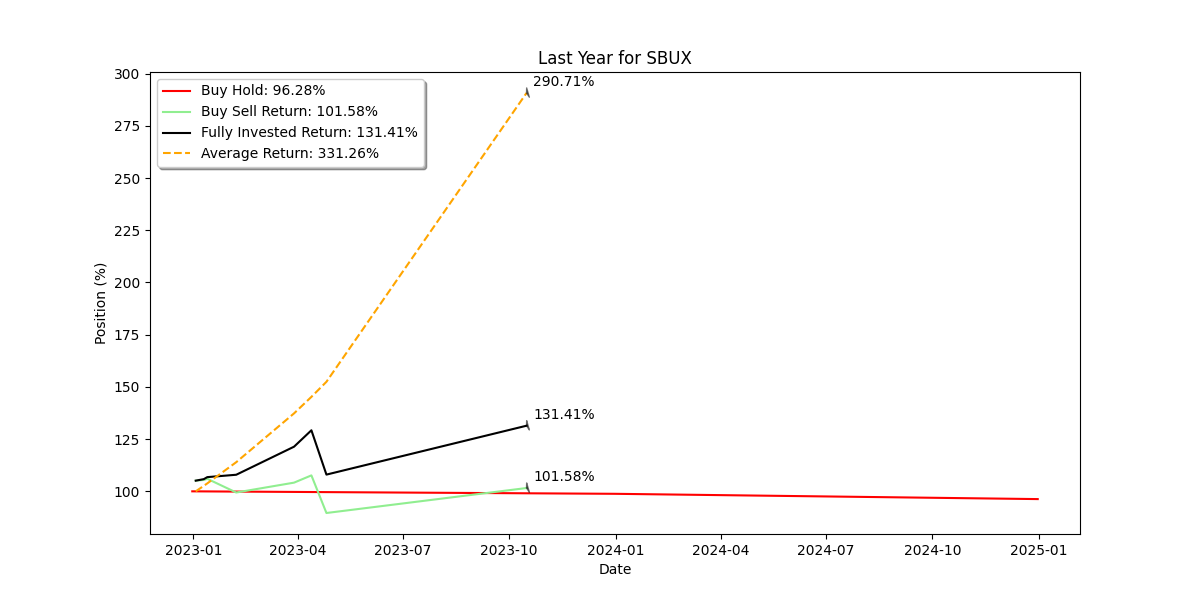 Last Year for SBUX
300
275
250
225
200
175
150
125
100
Position (%)
Buy Hold: 96.28%
Buy Sell Return: 101.58%
Fully Invested Return: 131.41%
Average Return: 331.26%
290.71%
131.41%
101.58%
2023-01 2023-04 2023-07 2023-10 2024-01 2024-04 2024-07 2024-10 2025-01
Date